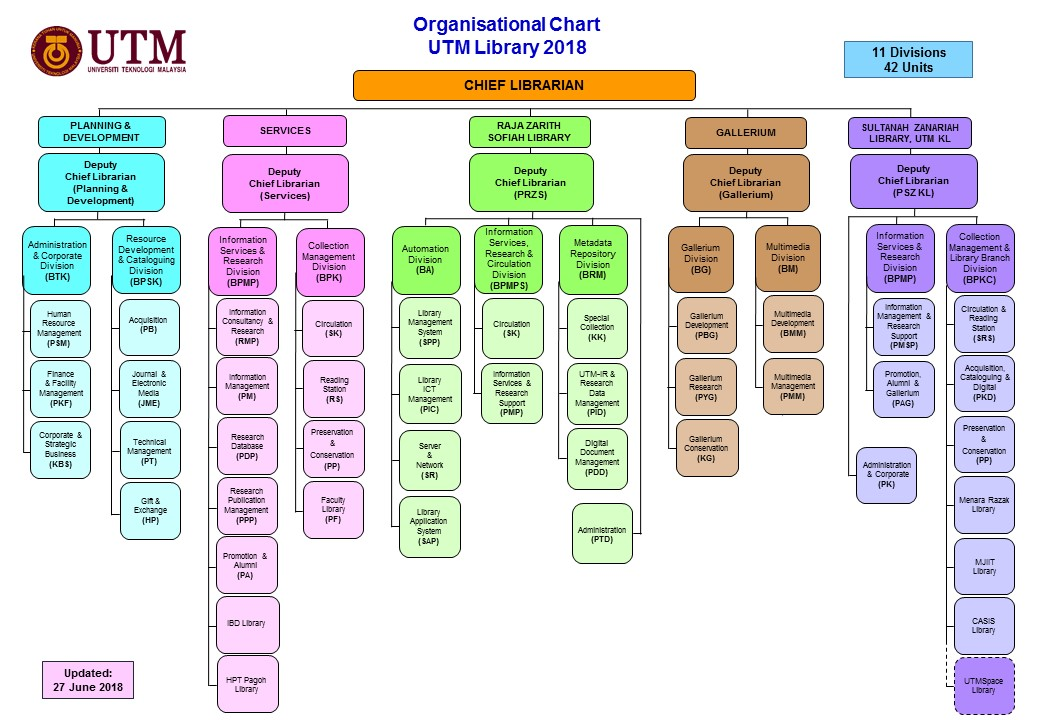 Organisational Chart
UTM Library 2018
UTM
UNIVERSITI TEKNOLOGI MALAYSIA
11 Divisions
42 Units
CHIEF LIBRARIAN
PLANNING &
DEVELOPMENT
SERVICES
RAJA ZARITH
SOFIAH LIBRARY
GALLERIUM
SULTANAH ZANARIAH
LIBRARY, UTM KL
Deputy
Chief Librarian
(Planning &
Development)
Deputy
Chief Librarian
(Services)
Deputy
Chief Librarian
(PRZS)
Deputy
Chief Librarian
(Gallerium)
Deputy
Chief Librarian
(PSZ KL)
Administration
& Corporate
Division
(BTK)
Resource
Development
& Cataloguing
Division
(BPSK)
Information
Services &
Research
Division
(BPMP)
Collection
Management
Division
(BPK)
Automation
Division
(BA)
Information
Services,
Research &
Circulation
Division
(BPMPS)
Metadata
Repository
Division
(BRM)
Gallerium
Division
(BG)
Multimedia
Division
(BM)
Information
Services &
Research
Division
(BPMP)
Collection
Management &
Library Branch
Division
(BPKC)
Human
Resource
Management
(PSM)
Acquisition
(PB)
Information
Consultancy &
Research
(RMP)
Circulation
(SK)
Library
Management
System
(SPP)
Circulation
(SK)
Special
Collection
(KK)
Gallerium
Development
(PBG)
Multimedia
Development
(BMM)
Information
Management &
Research
Support
(PMSP)
Circulation &
Reading
Station
(SRS)
Finance
& Facility
Management
(PKF)
Journal &
Electronic
Media
(JME)
Information
Management
(PM)
Reading
Station
(RS)
Library
ICT
Management
(PIC)
Information
Services &
Research
Support
(PMP)
UTM-IR &
Research
Data
Management
(PID)
Gallerium
Research
(PYG)
Multimedia
Management
(PMM)
Promotion,
Alumni &
Gallerium
(PAG)
Acquisition,
Cataloguing &
Digital
(PKD)
Corporate &
Strategic
Business
(KBS)
Technical
Management
(PT)
Research
Database
(PDP)
Preservation
&
Conservation
(PP)
Server
&
Network
(SR)
Digital
Document
Management
(PDD)
Gallerium
Conservation
(KG)
Administration
& Corporate
(PK)
Preservation
&
Conservation
(PP)
Gift &
Exchange
(HP)
Research
Publication
Management
(PPP)
Faculty
Library
(PF)
Library
Application
System
(SAP)
Administration
(PTD)
Menara Razak
Library
Promotion &
Alumni
(PA)
MJIIT
Library
IBD Library
CASIS
Library
HPT Pagoh
Library
UTMSpace
Library
Updated:
27 June 2018